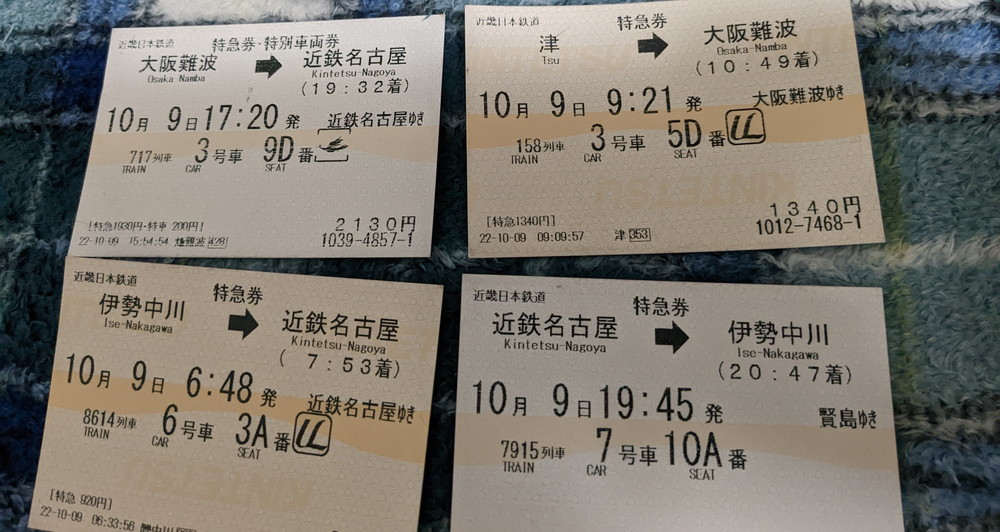 近畿日本鉄道
特急券・特別車両券
大阪難波 近鉄名古屋
Osaka-Namba Kintetsu-Nagoya
(19:32着)
10月 9日 17:20発 近鉄名古屋ゆき
717列車 3号車 9D番
TRAIN CAR SEAT
[特急1930円・特車 200円] 2130円
22-10-09 15:54:54 1039-4857-1
近畿日本鉄道
特急券
津 大阪難波
Tsu Osaka-Namba
(10:49着)
10月 9日 9:21発 大阪難波ゆき
158列車 3号車 5D番
TRAIN CAR SEAT
KINTETSU
[特急1340円] 1340円
22-10-09 09:09:57 津353 1012-7468-1
近畿日本鉄道
特急券
伊勢中川 近鉄名古屋
Ise-Nakagawa Kintetsu-Nagoya
( 7:53着)
10月 9日 6:48発 近鉄名古屋ゆき
8614列車 6号車 3A番
TRAIN CAR SEAT
[特急 920円]
22-10-09 06:33:56
近畿日本鉄道
特急券
近鉄名古屋 伊勢中川
Kintetsu-Nagoya Ise-Nakagawa
(20:47着)
10月 9日 19:45発 賢島ゆき
7915列車 7号車 10A番
TRAIN CAR SEAT